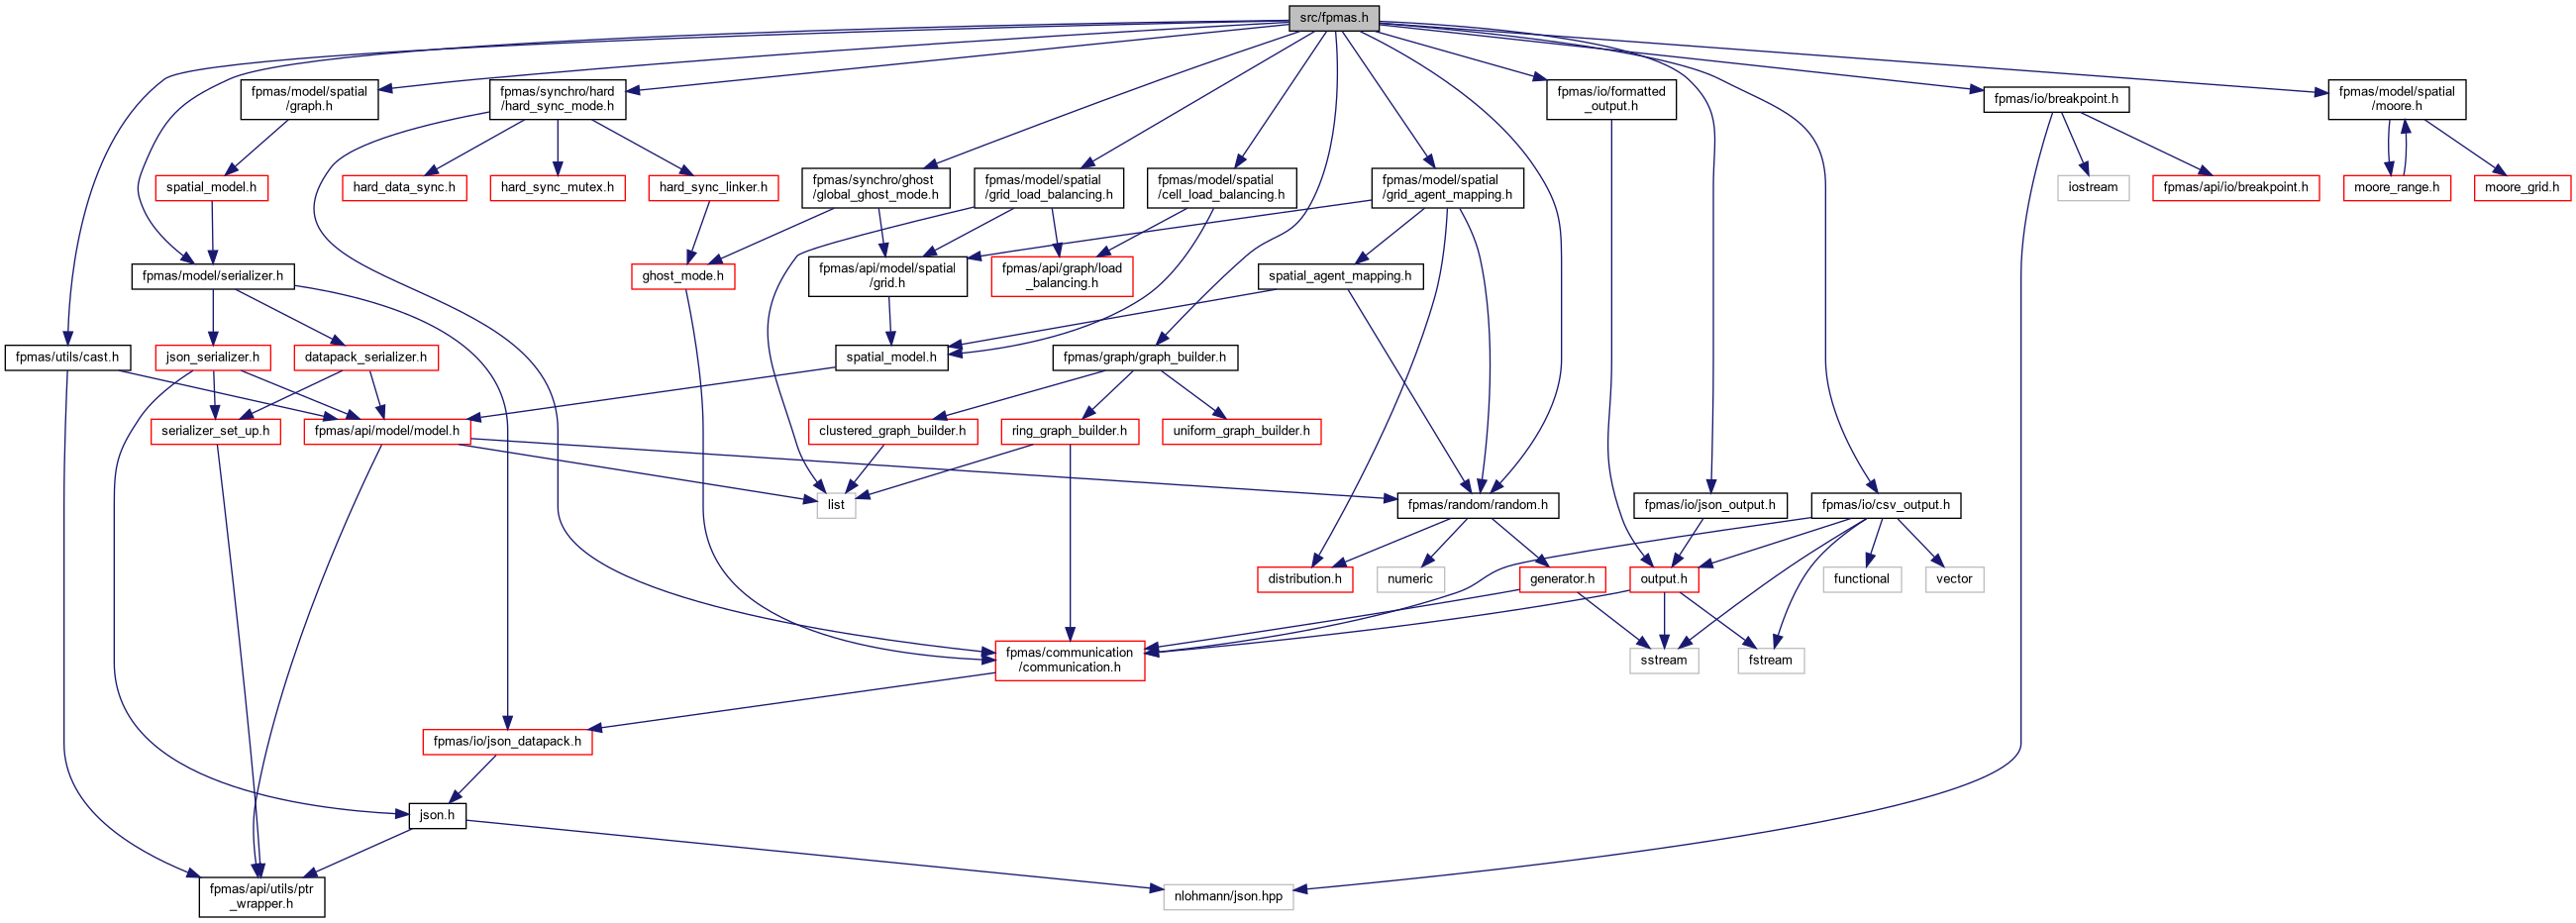 src/fpmas.h
fpmas/model/spatial
/graph.h
fpmas/synchro/hard
/hard_sync_mode.h
fpmas/io/formatted
_output.h
fpmas/io/breakpoint.h
fpmas/model/spatial
/moore.h
spatial_model.h
hard_data_sync.h
hard_sync_mutex.h
hard_sync_linker.h
fpmas/synchro/ghost
/global_ghost_mode.h
fpmas/model/spatial
/grid_load_balancing.h
fpmas/model/spatial
/cell_load_balancing.h
fpmas/model/spatial
/grid_agent_mapping.h
iostream
fpmas/api/io/breakpoint.h
moore_range.h
moore_grid.h
fpmas/model/serializer.h
ghost_mode.h
fpmas/api/model/spatial
/grid.h
fpmas/api/graph/load
_balancing.h
spatial_agent_mapping.h
fpmas/utils/cast.h
json_serializer.h
datapack_serializer.h
spatial_model.h
fpmas/graph/graph_builder.h
serializer_set_up.h
fpmas/api/model/model.h
clustered_graph_builder.h
ring_graph_builder.h
uniform_graph_builder.h
list
fpmas/random/random.h
fpmas/io/json_output.h
fpmas/io/csv_output.h
distribution.h
numeric
generator.h
output.h
functional
vector
fpmas/communication
/communication.h
sstream
fstream
fpmas/io/json_datapack.h
json.h
fpmas/api/utils/ptr
_wrapper.h
nlohmann/json.hpp